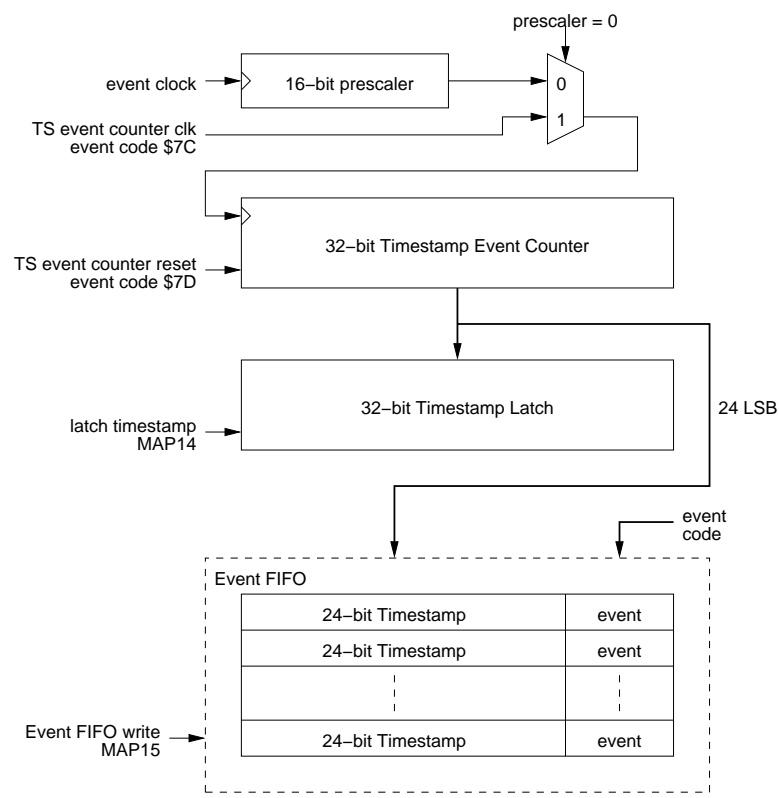 prescaler = 0
event clock
16−bit prescaler
0
TS event counter clk
event code $7C
1
32−bit Timestamp Event Counter
TS event counter reset
event code $7D
32−bit Timestamp Latch
24 LSB
latch timestamp
MAP14
event
code
Event FIFO
24−bit Timestamp event
24−bit Timestamp event
Event FIFO write
MAP15
24−bit Timestamp event